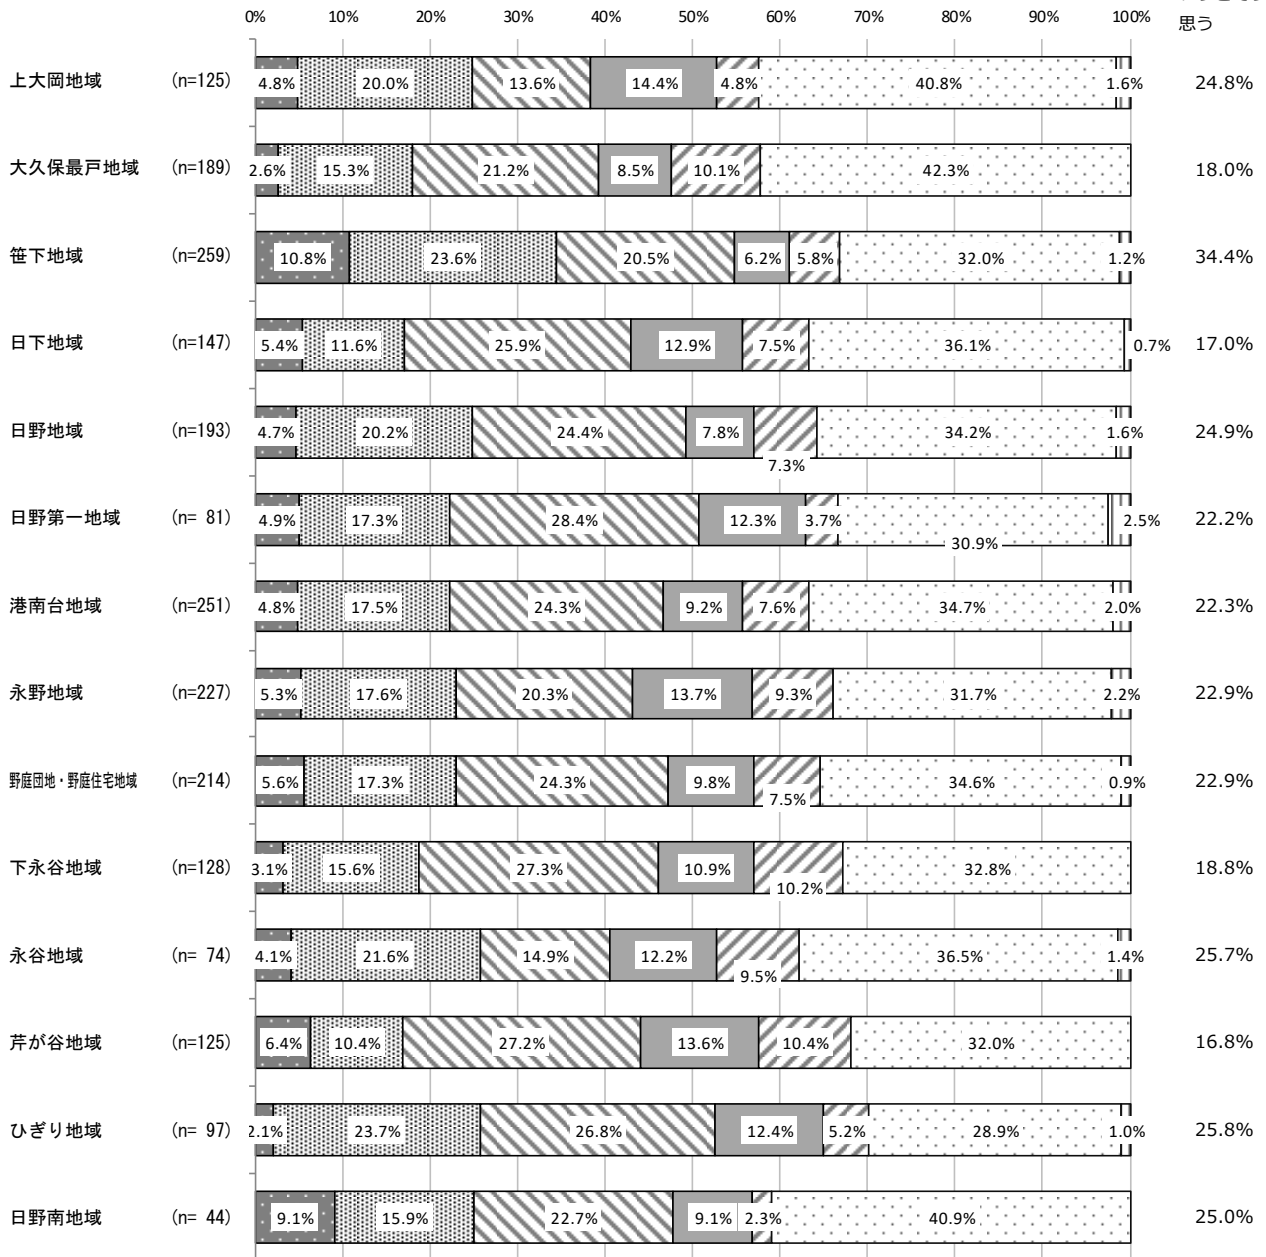 0% 10% 20% 30% 40% 50% 60% 70% 80% 90% 100%
思う
上大岡地域 (n=125) 4.8% 20.0% 13.6% 14.4% 4.8% 40.8% 1.6% 24.8%
大久保最戸地域 (n=189) 2.6% 15.3% 21.2% 8.5% 10.1% 42.3% 18.0%
笹下地域 (n=259) 10.8% 23.6% 20.5% 6.2% 5.8% 32.0% 1.2% 34.4%
日下地域 (n=147) 5.4% 11.6% 25.9% 12.9% 7.5% 36.1% 0.7% 17.0%
日野地域 (n=193) 4.7% 20.2% 24.4% 7.8% 7.3% 34.2% 1.6% 24.9%
日野第一地域 (n= 81) 4.9% 17.3% 28.4% 12.3% 3.7% 30.9% 2.5% 22.2%
港南台地域 (n=251) 4.8% 17.5% 24.3% 9.2% 7.6% 34.7% 2.0% 22.3%
永野地域 (n=227) 5.3% 17.6% 20.3% 13.7% 9.3% 31.7% 2.2% 22.9%
野庭団地・野庭住宅地域 (n=214) 5.6% 17.3% 24.3% 9.8% 7.5% 34.6% 0.9% 22.9%
下永谷地域 (n=128) 3.1% 15.6% 27.3% 10.9% 10.2% 32.8% 18.8%
永谷地域 (n= 74) 4.1% 21.6% 14.9% 12.2% 9.5% 36.5% 1.4% 25.7%
芹が谷地域 (n=125) 6.4% 10.4% 27.2% 13.6% 10.4% 32.0% 16.8%
ひぎり地域 (n= 97) 2.1% 23.7% 26.8% 12.4% 5.2% 28.9% 1.0% 25.8%
日野南地域 (n= 44) 9.1% 15.9% 22.7% 9.1% 2.3% 40.9% 25.0%